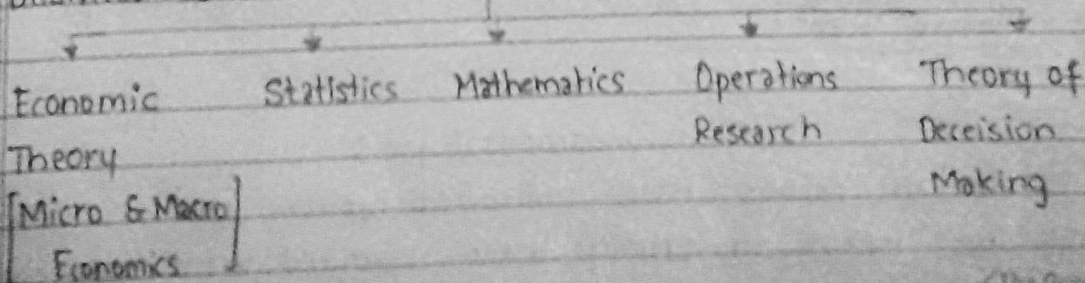 Economic Statistics Mathematics Operations Theory of
Theory Research Deceision
[Micro & Macro Making
Economics]